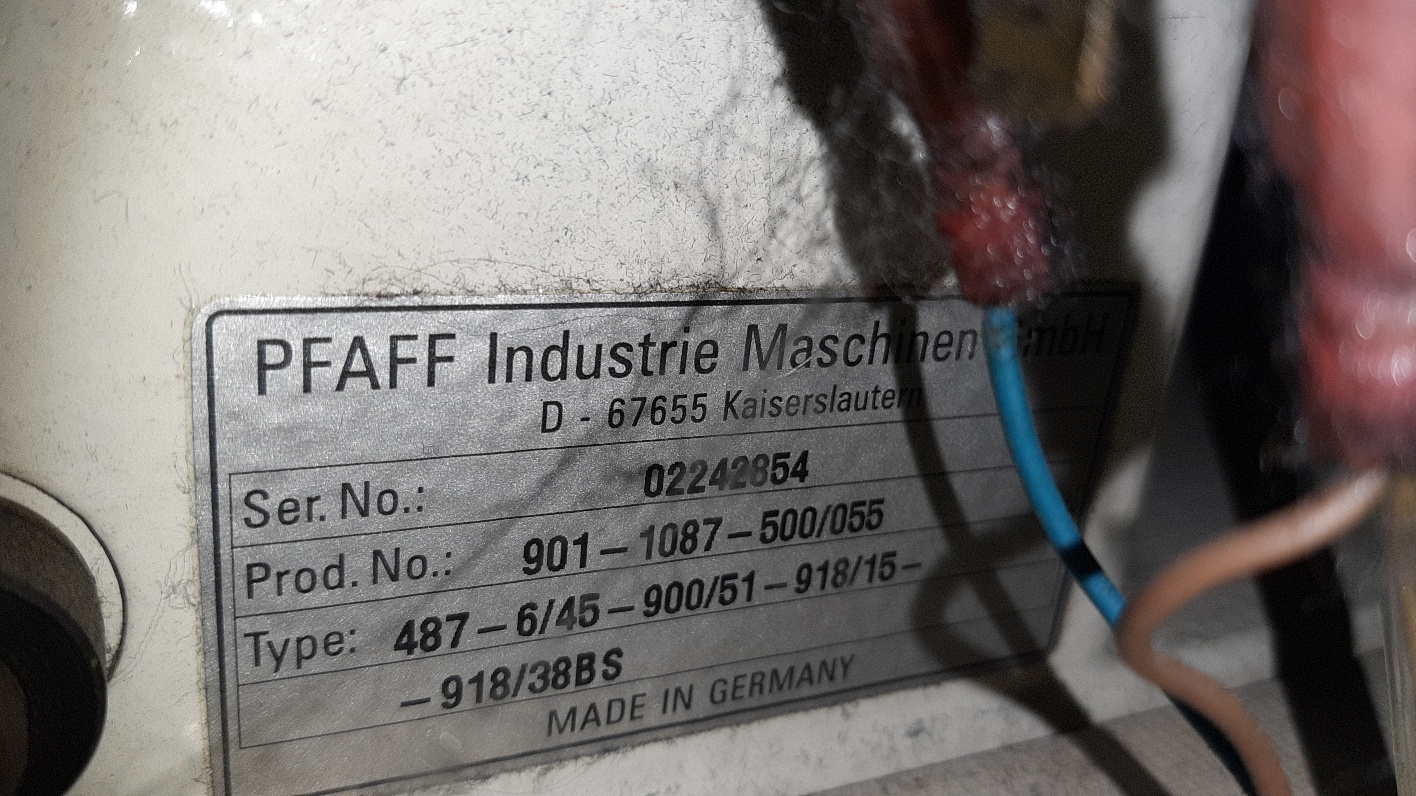 PFAFF Industrie Maschinen GmbH
D - 67655 Kaiserslautern
Ser. No.: 02242854
Prod. No.: 901-1087-500/055
Type: 487-6/45-900/51-918/15-
-918/38BS
MADE IN GERMANY